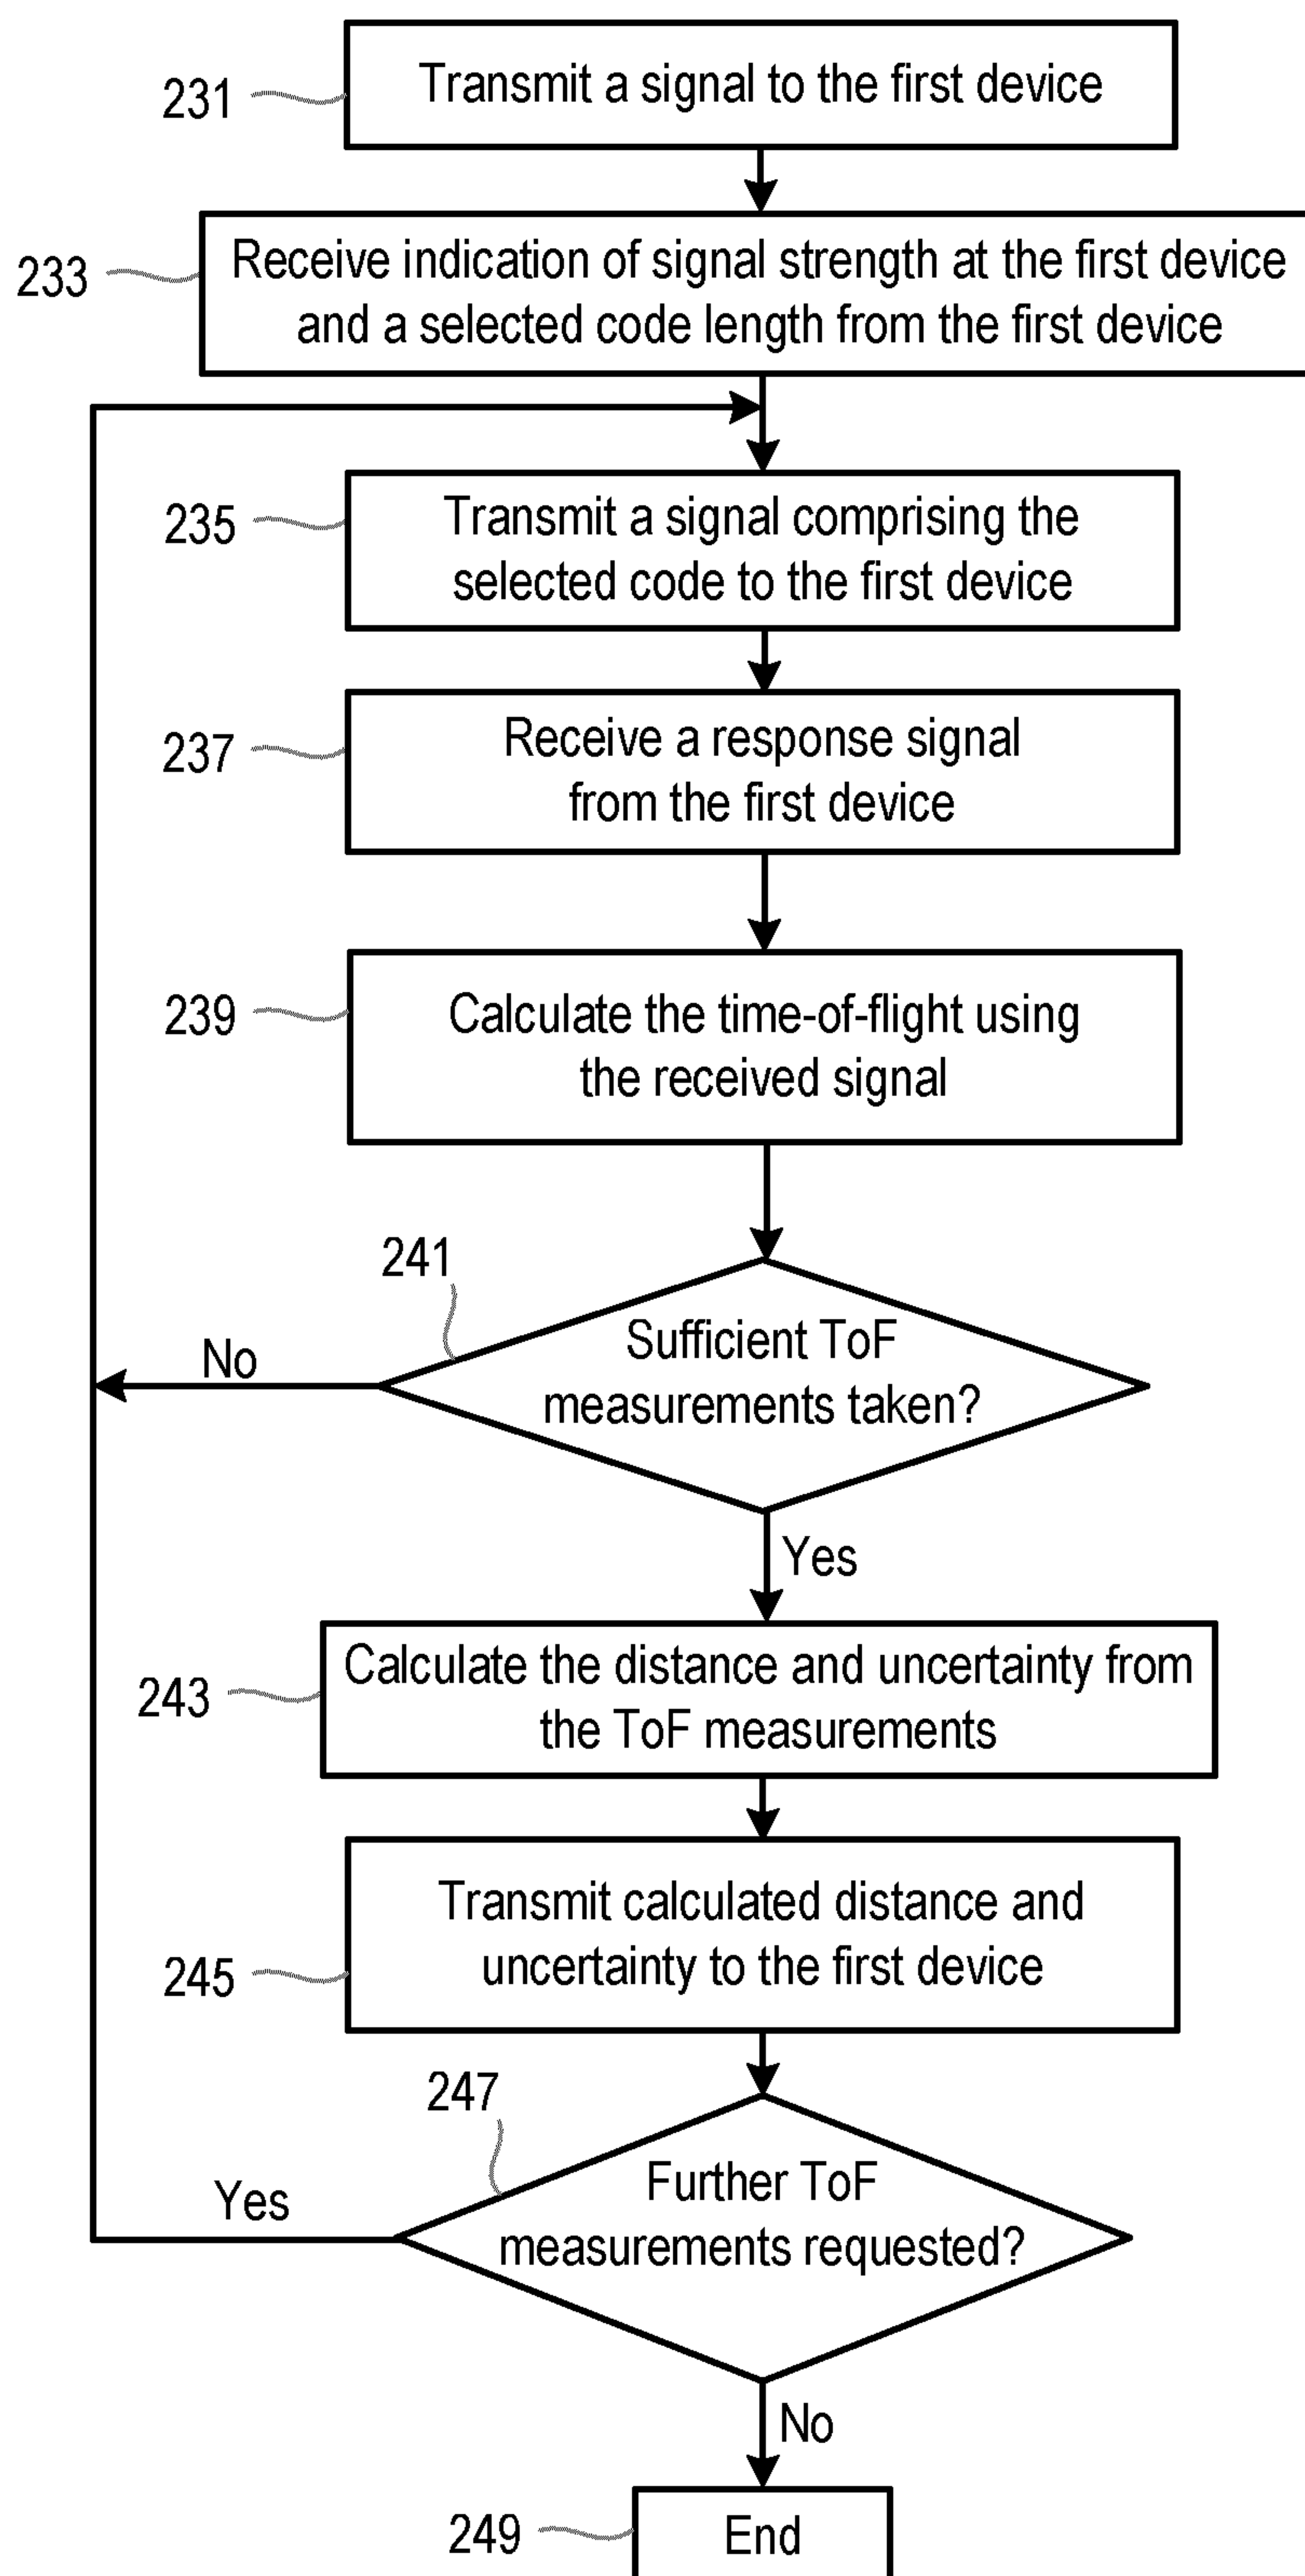 231
Transmit a signal to the first device
233
Receive indication of signal strength at the first device
and a selected code length from the first device
235
Transmit a signal comprising the
selected code to the first device
237
Receive a response signal
from the first device
239
Calculate the time-of-flight using
the received signal
241
Sufficient ToF
measurements taken?
No
Yes
243
Calculate the distance and uncertainty from
the ToF measurements
245
Transmit calculated distance and
uncertainty to the first device
247
Further ToF
measurements requested?
Yes
No
249
End